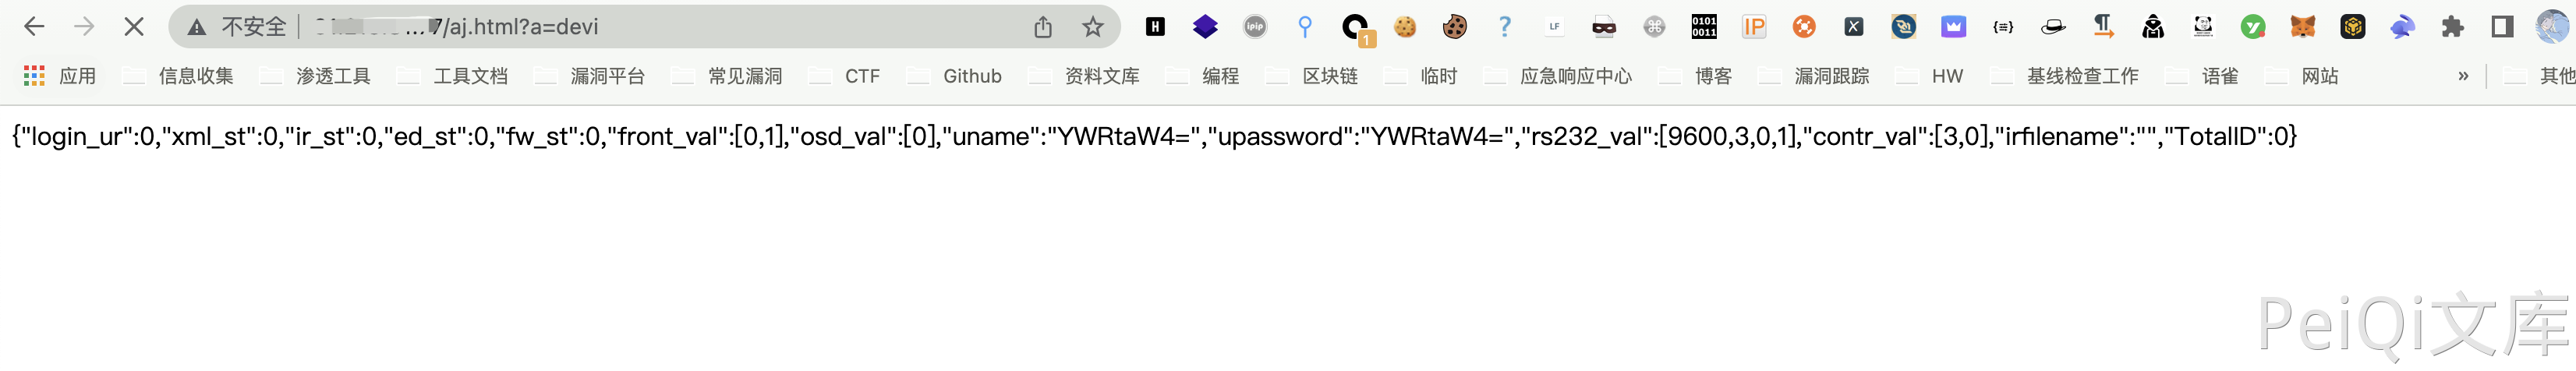 不安全 7/aj.html?a=devi
ipip 1 ? LF 0101 0011 IP X {≡}
应用 信息收集 渗透工具 工具文档 漏洞平台 常见漏洞 CTF Github 资料文库 编程 区块链 临时 应急响应中心 博客 漏洞跟踪 HW 基线检查工作 语雀 网站 » 其他
{"login_ur":0,"xml_st":0,"ir_st":0,"ed_st":0,"fw_st":0,"front_val":[0,1],"osd_val":[0],"uname":"YWRtaW4=","upassword":"YWRtaW4=","rs232_val":[9600,3,0,1],"contr_val":[3,0],"irfilename":"","TotalID":0}
PeiQi文库